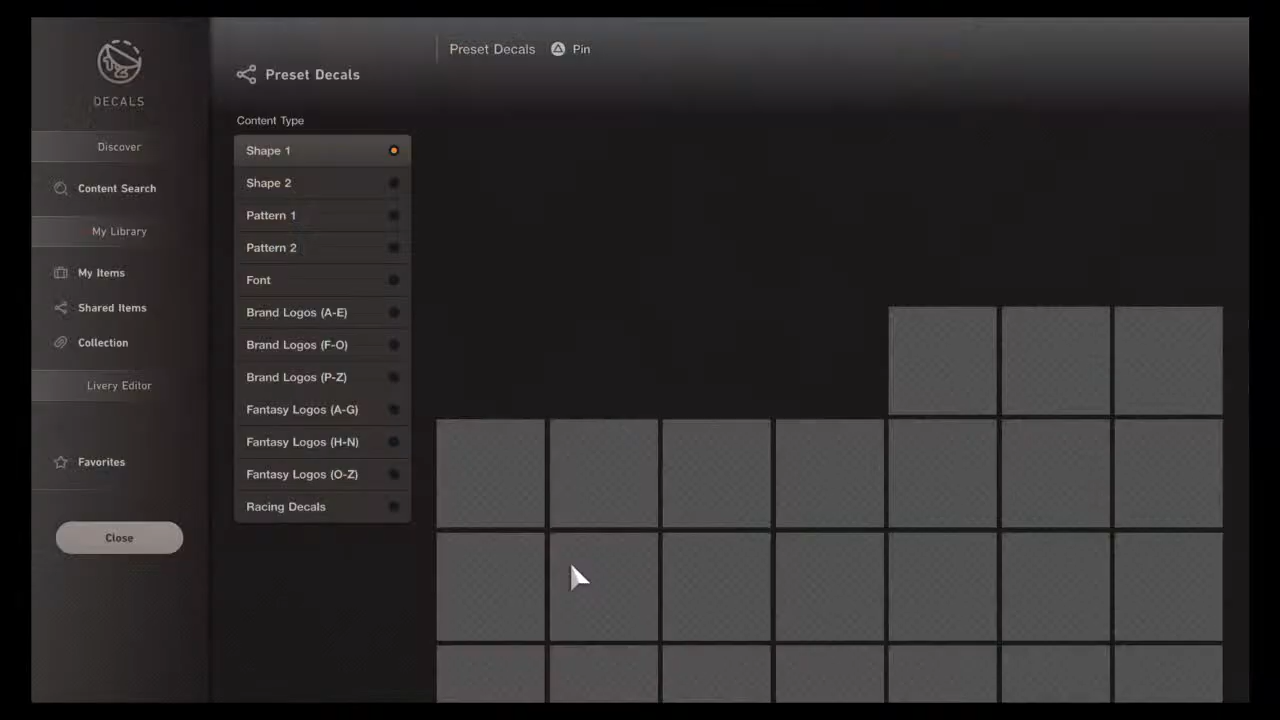 DECALS
Discover
Content Search
My Library
My Items
Shared Items
Collection
Livery Editor
Favorites
Close
Preset Decals
Content Type
Shape 1
Shape 2
Pattern 1
Pattern 2
Font
Brand Logos (A-E)
Brand Logos (F-O)
Brand Logos (P-Z)
Fantasy Logos (A-G)
Fantasy Logos (H-N)
Fantasy Logos (O-Z)
Racing Decals
Preset Decals Pin